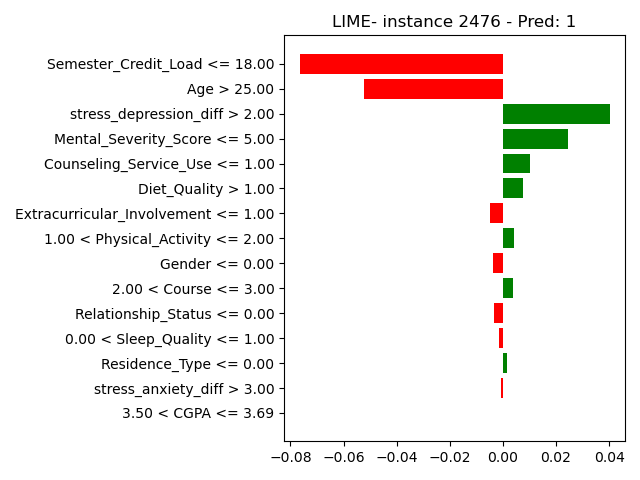 LIME- instance 2476 - Pred: 1
Semester_Credit_Load <= 18.00
Age > 25.00
stress_depression_diff > 2.00
Mental_Severity_Score <= 5.00
Counseling_Service_Use <= 1.00
Diet_Quality > 1.00
Extracurricular_Involvement <= 1.00
1.00 < Physical_Activity <= 2.00
Gender <= 0.00
2.00 < Course <= 3.00
Relationship_Status <= 0.00
0.00 < Sleep_Quality <= 1.00
Residence_Type <= 0.00
stress_anxiety_diff > 3.00
3.50 < CGPA <= 3.69
−0.08 −0.06 −0.04 −0.02 0.00 0.02 0.04